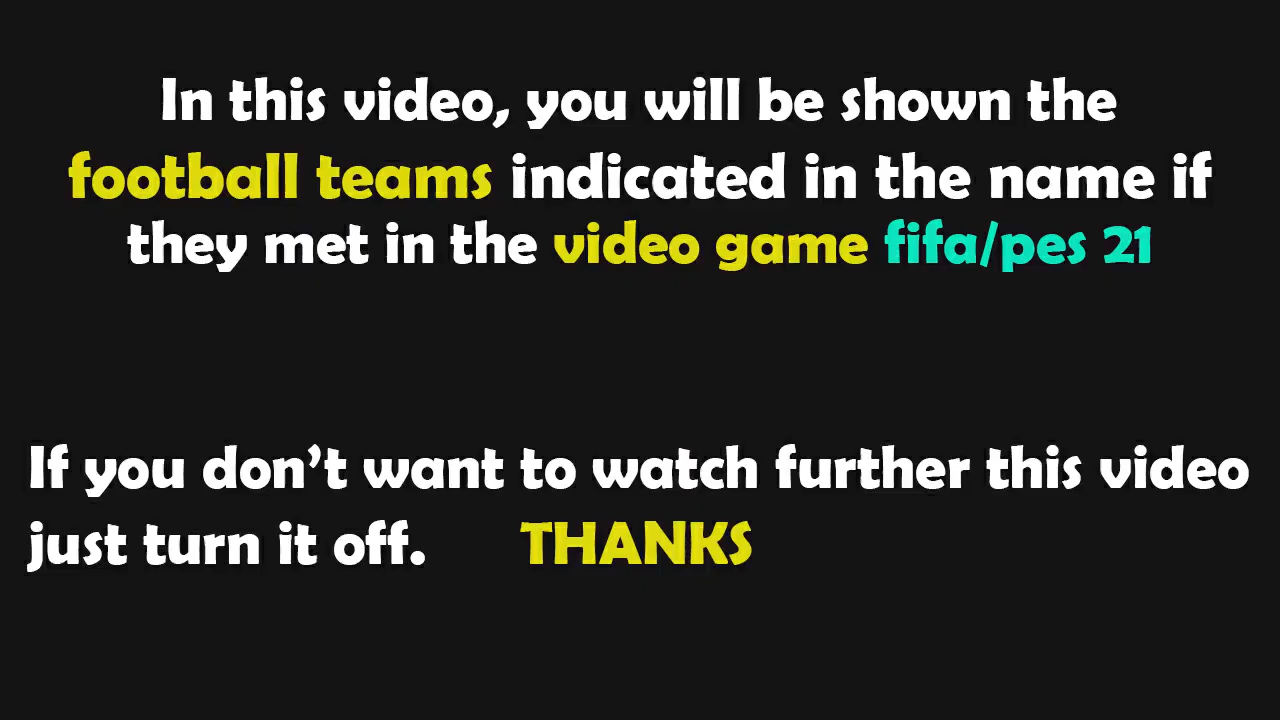 In this video, you will be shown the
football teams indicated in the name if
they met in the video game fifa/pes 21
If you don't want to watch further this video
just turn it off. THANKS